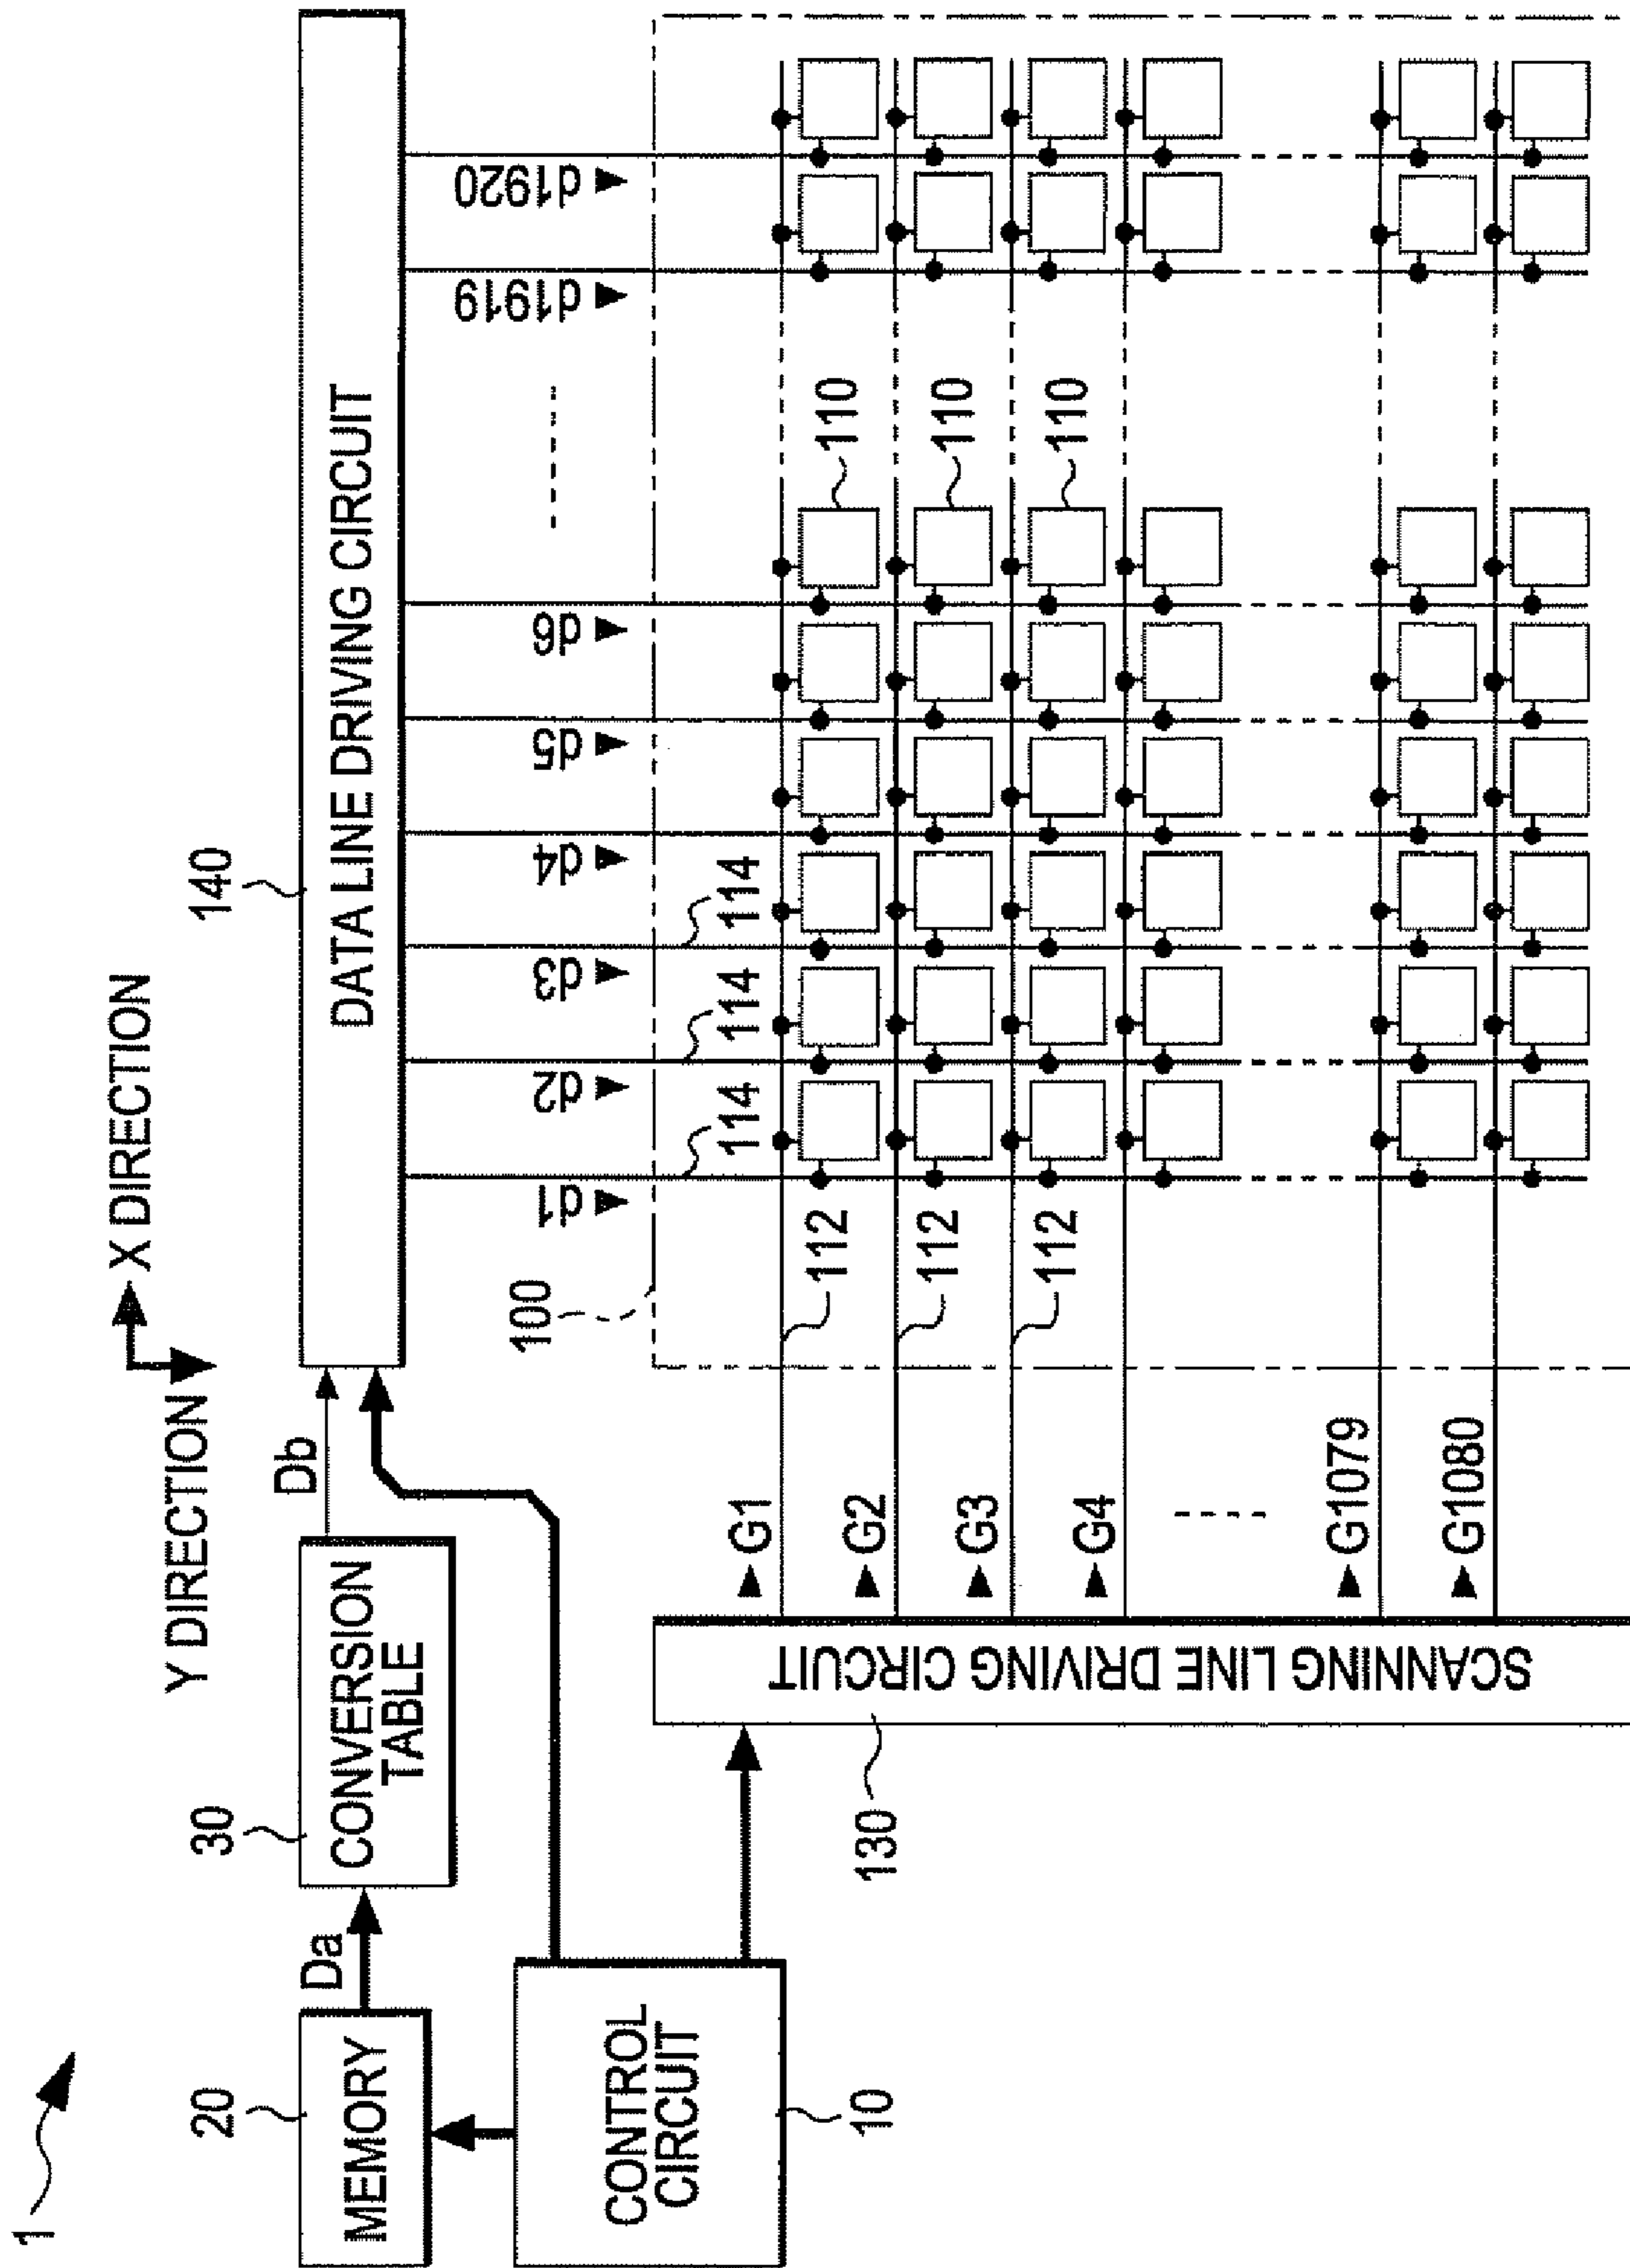 1
X DIRECTION
Y DIRECTION
20
MEMORY
Da
30
CONVERSION
TABLE
Db
140
DATA LINE DRIVING CIRCUIT
CONTROL
CIRCUIT
10
130
SCANNING LINE DRIVING CIRCUIT
100
d1
d2
d3
d4
d5
d6
d1919
d1920
114
114
114
G1
G2
G3
G4
G1079
G1080
112
112
112
110
110
110